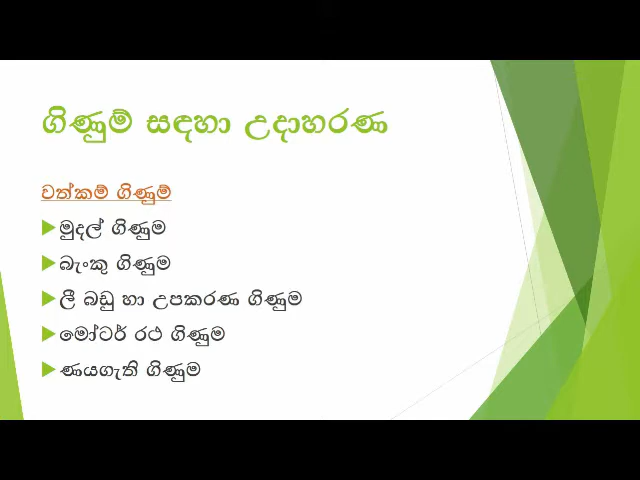 ගිණුම් සඳහා උදාහරණ
වත්කම් ගිණුම්
මුදල් ගිණුම
බැංකු ගිණුම
ලී බඩු හා උපකරණ ගිණුම
මෝටර් රථ ගිණුම
ණයගැති ගිණුම